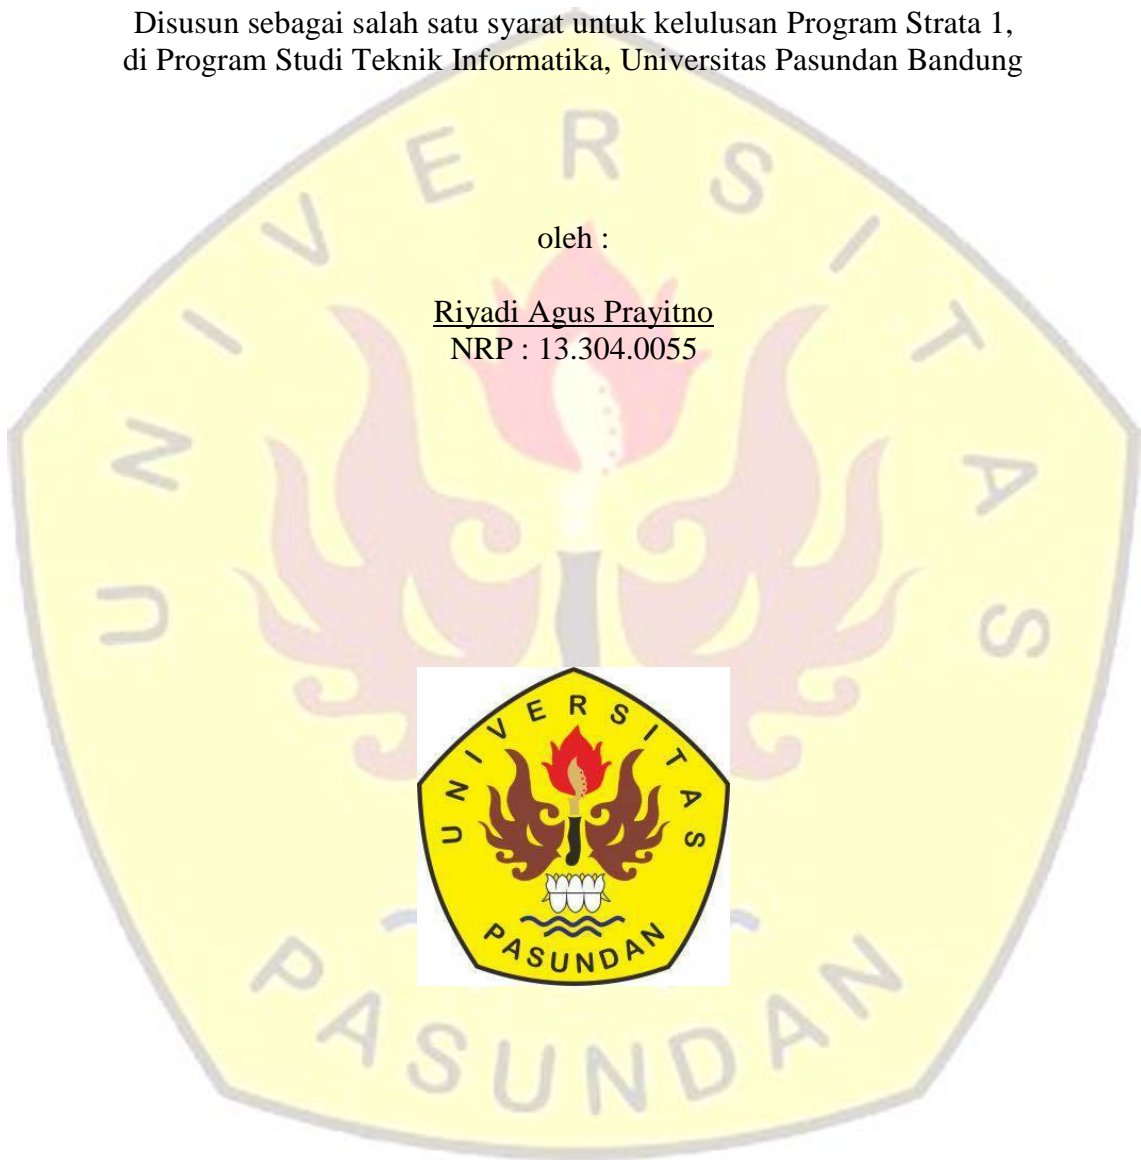 Disusun sebagai salah satu syarat untuk kelulusan Program Strata 1,
di Program Studi Teknik Informatika, Universitas Pasundan Bandung
oleh :
Riyadi Agus Prayitno
NRP : 13.304.0055
UNIVERSITAS
PASUNDAN
UNIVERSITAS
PASUNDAN